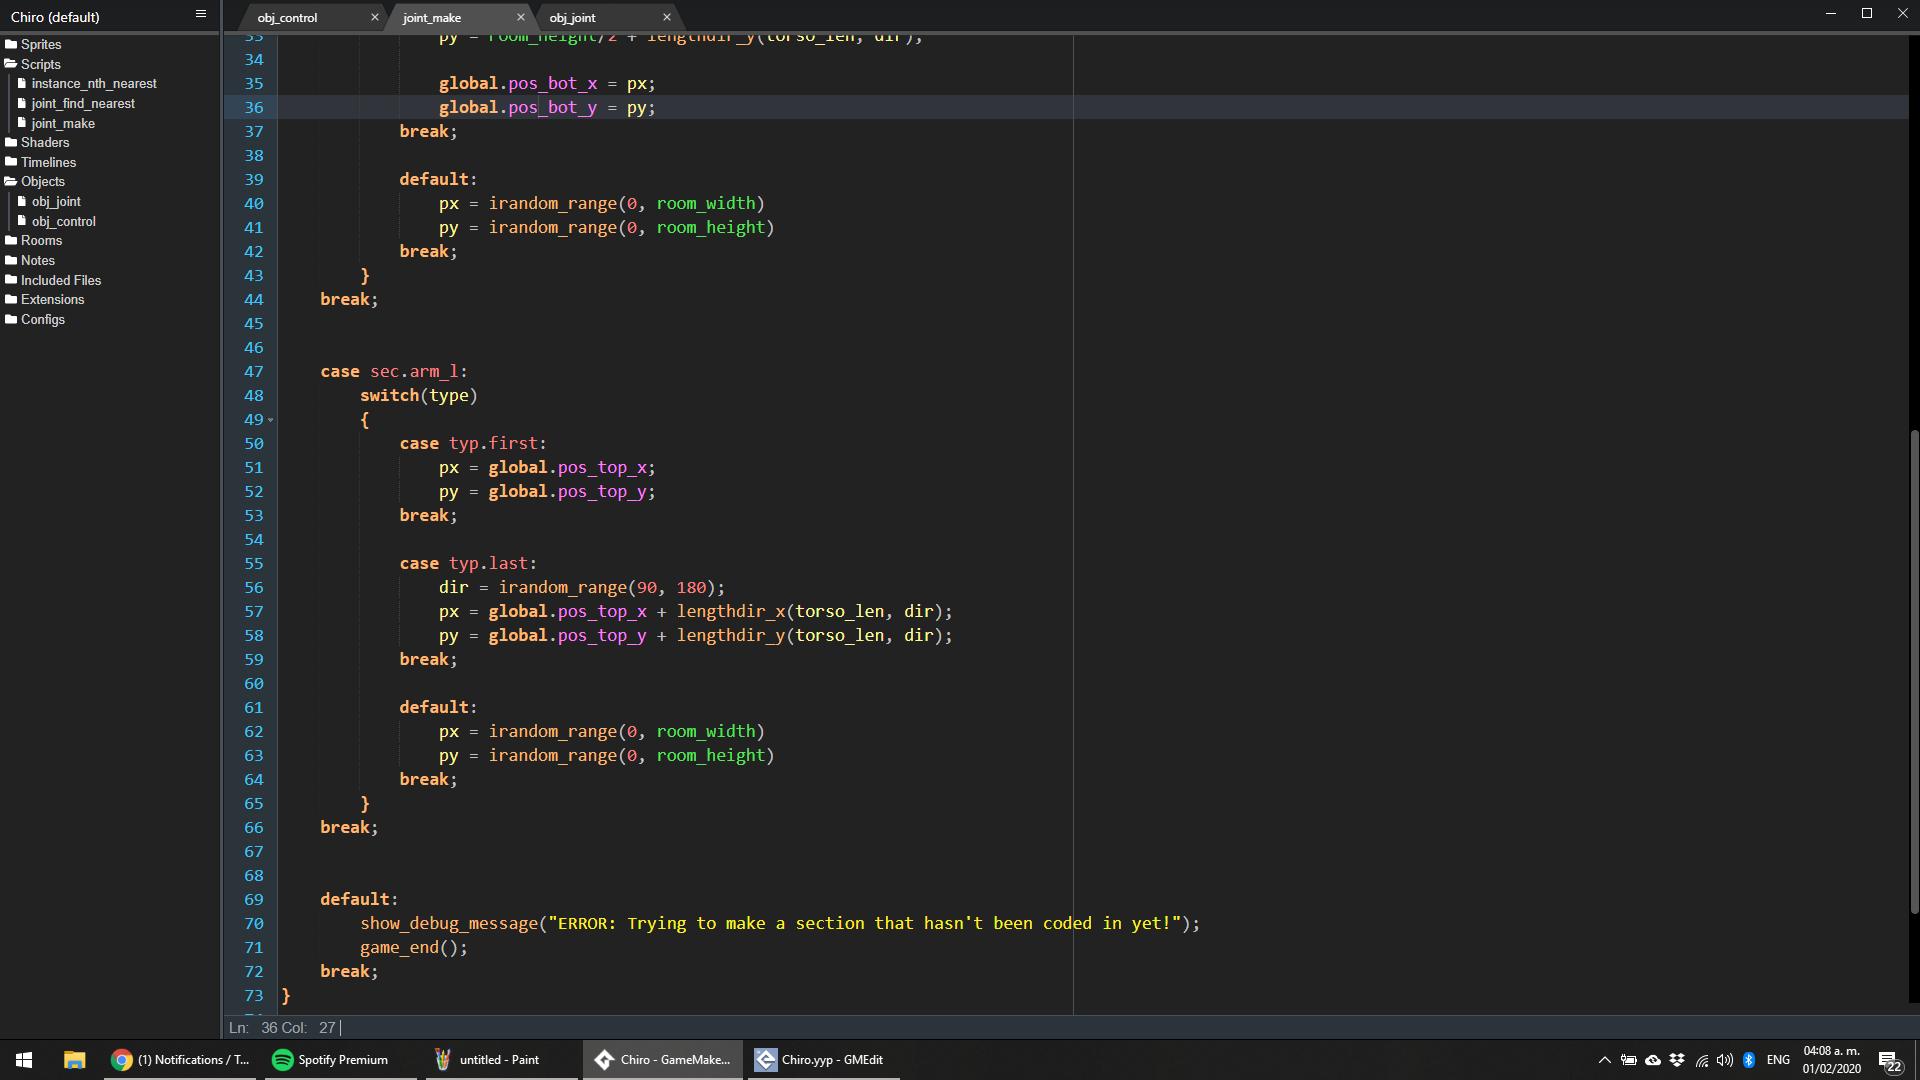 Chiro (default)
obj_control
joint_make
obj_joint
Sprites
Scripts
instance_nth_nearest
joint_find_nearest
joint_make
Shaders
Timelines
Objects
obj_joint
obj_control
Rooms
Notes
Included Files
Extensions
Configs
33 py = room_height/2 + lengthdir_y(torso_len, dir);
34
35 global.pos_bot_x = px;
36 global.pos_bot_y = py;
37 break;
38
39 default:
40 px = irandom_range(0, room_width)
41 py = irandom_range(0, room_height)
42 break;
43 }
44 break;
45
46
47 case sec.arm_l:
48 switch(type)
49 {
50 case typ.first:
51 px = global.pos_top_x;
52 py = global.pos_top_y;
53 break;
54
55 case typ.last:
56 dir = irandom_range(90, 180);
57 px = global.pos_top_x + lengthdir_x(torso_len, dir);
58 py = global.pos_top_y + lengthdir_y(torso_len, dir);
59 break;
60
61 default:
62 px = irandom_range(0, room_width)
63 py = irandom_range(0, room_height)
64 break;
65 }
66 break;
67
68
69 default:
70 show_debug_message("ERROR: Trying to make a section that hasn't been coded in yet!");
71 game_end();
72 break;
73 }
Ln: 36 Col: 27
(1) Notifications / T...
Spotify Premium
untitled - Paint
Chiro - GameMake...
Chiro.yyp - GMEdit
ENG
04:08 a. m.
01/02/2020
22